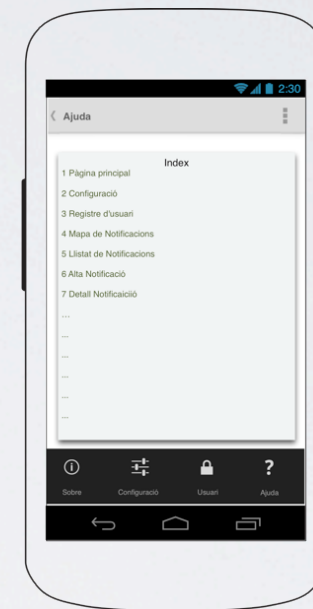 2:30
Ajuda
Index
1 Pàgina principal
2 Configuració
3 Registre d'usuari
4 Mapa de Notificacions
5 Llistat de Notificacions
6 Alta Notificació
7 Detall Notificaiciió
...
...
...
...
...
...
Sobre Configuració Usuari Ajuda